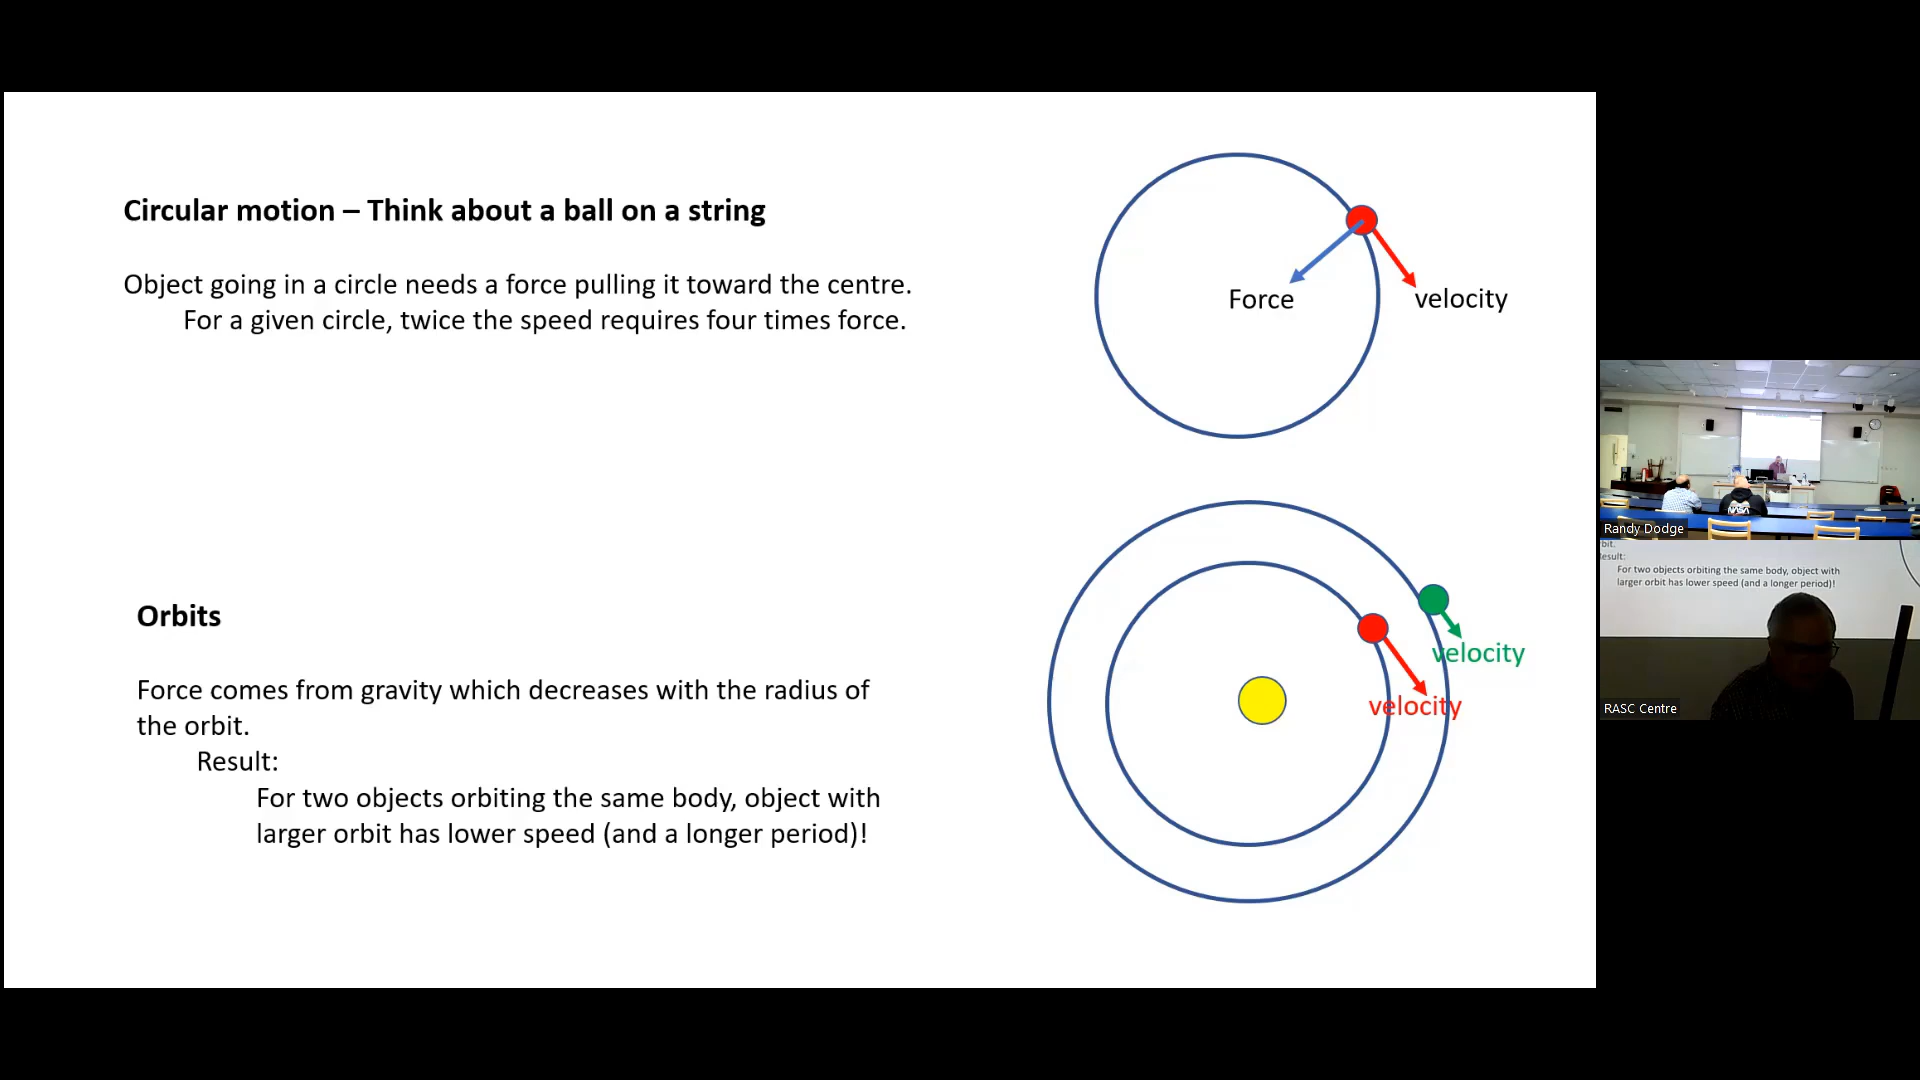 Circular motion – Think about a ball on a string
Object going in a circle needs a force pulling it toward the centre.
For a given circle, twice the speed requires four times force.
Force
velocity
Orbits
Force comes from gravity which decreases with the radius of
the orbit.
Result:
For two objects orbiting the same body, object with
larger orbit has lower speed (and a longer period)!
velocity
velocity
NASA
Randy Dodge
Result:
For two objects orbiting the same body, object with
larger orbit has lower speed (and a longer period)!
RASC Centre